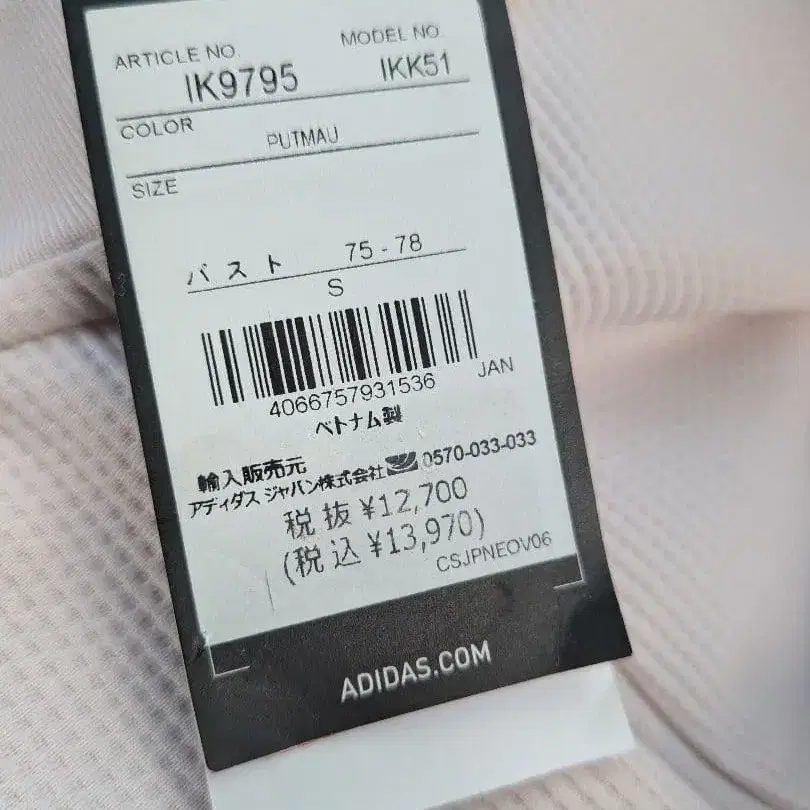 ARTICLE NO. MODEL NO.
IK9795 IKK51
COLOR
PUTMAU
SIZE
バスト 75-78
S
4066757931536 JAN
ベトナム製
輸入販売元
アディダス ジャパン株式会社 0570-033-033
税抜 ¥12,700
(税込 ¥13,970)
CSJPNEOV06
ADIDAS.COM